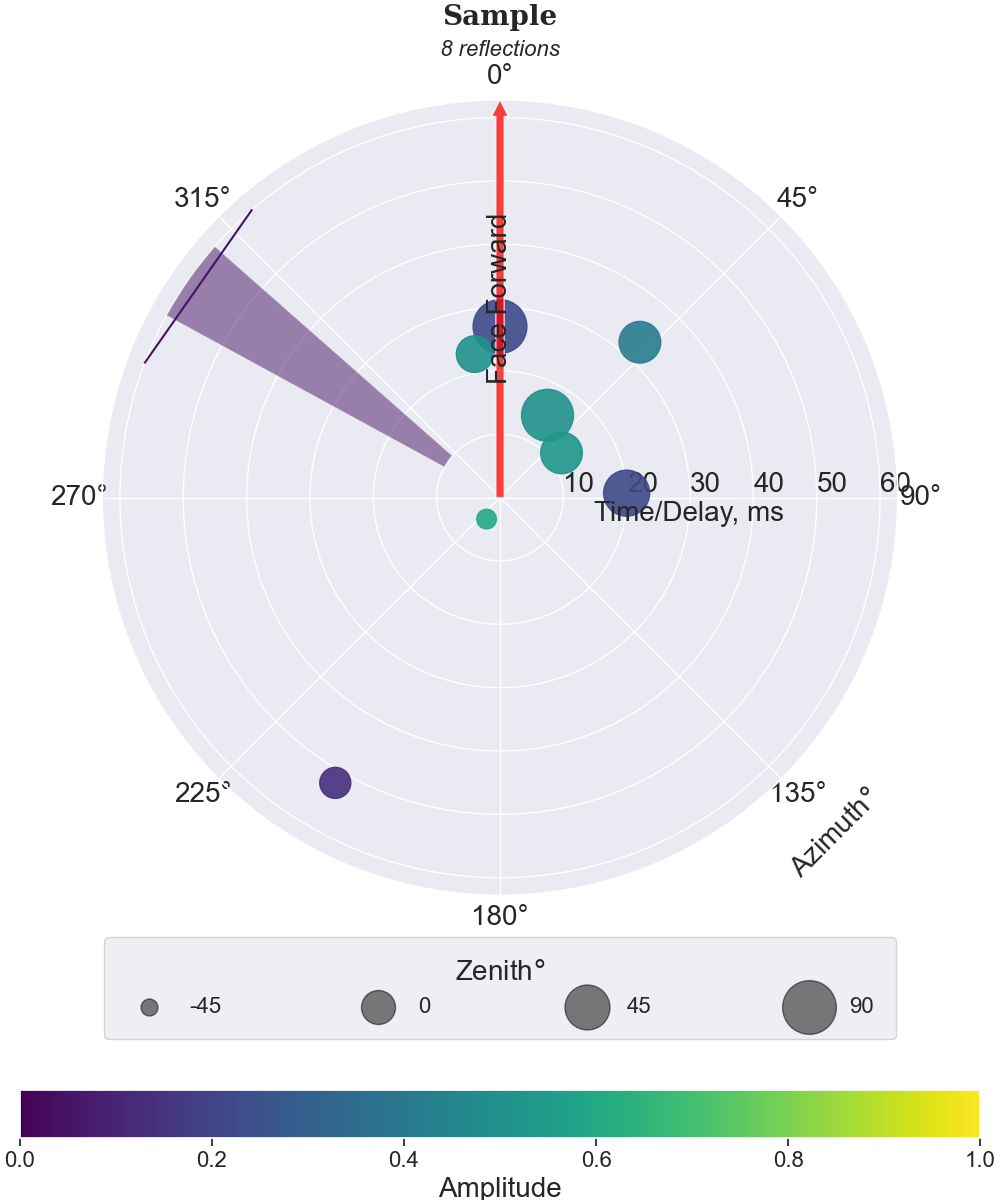 Sample
8 reflections
0°
315°
45°
Face Forward
270°
10 20 30 40 50 60
90°
Time/Delay, ms
225°
135°
Azimuth°
180°
Zenith°
-45 0 45 90
0.0 0.2 0.4 0.6 0.8 1.0
Amplitude